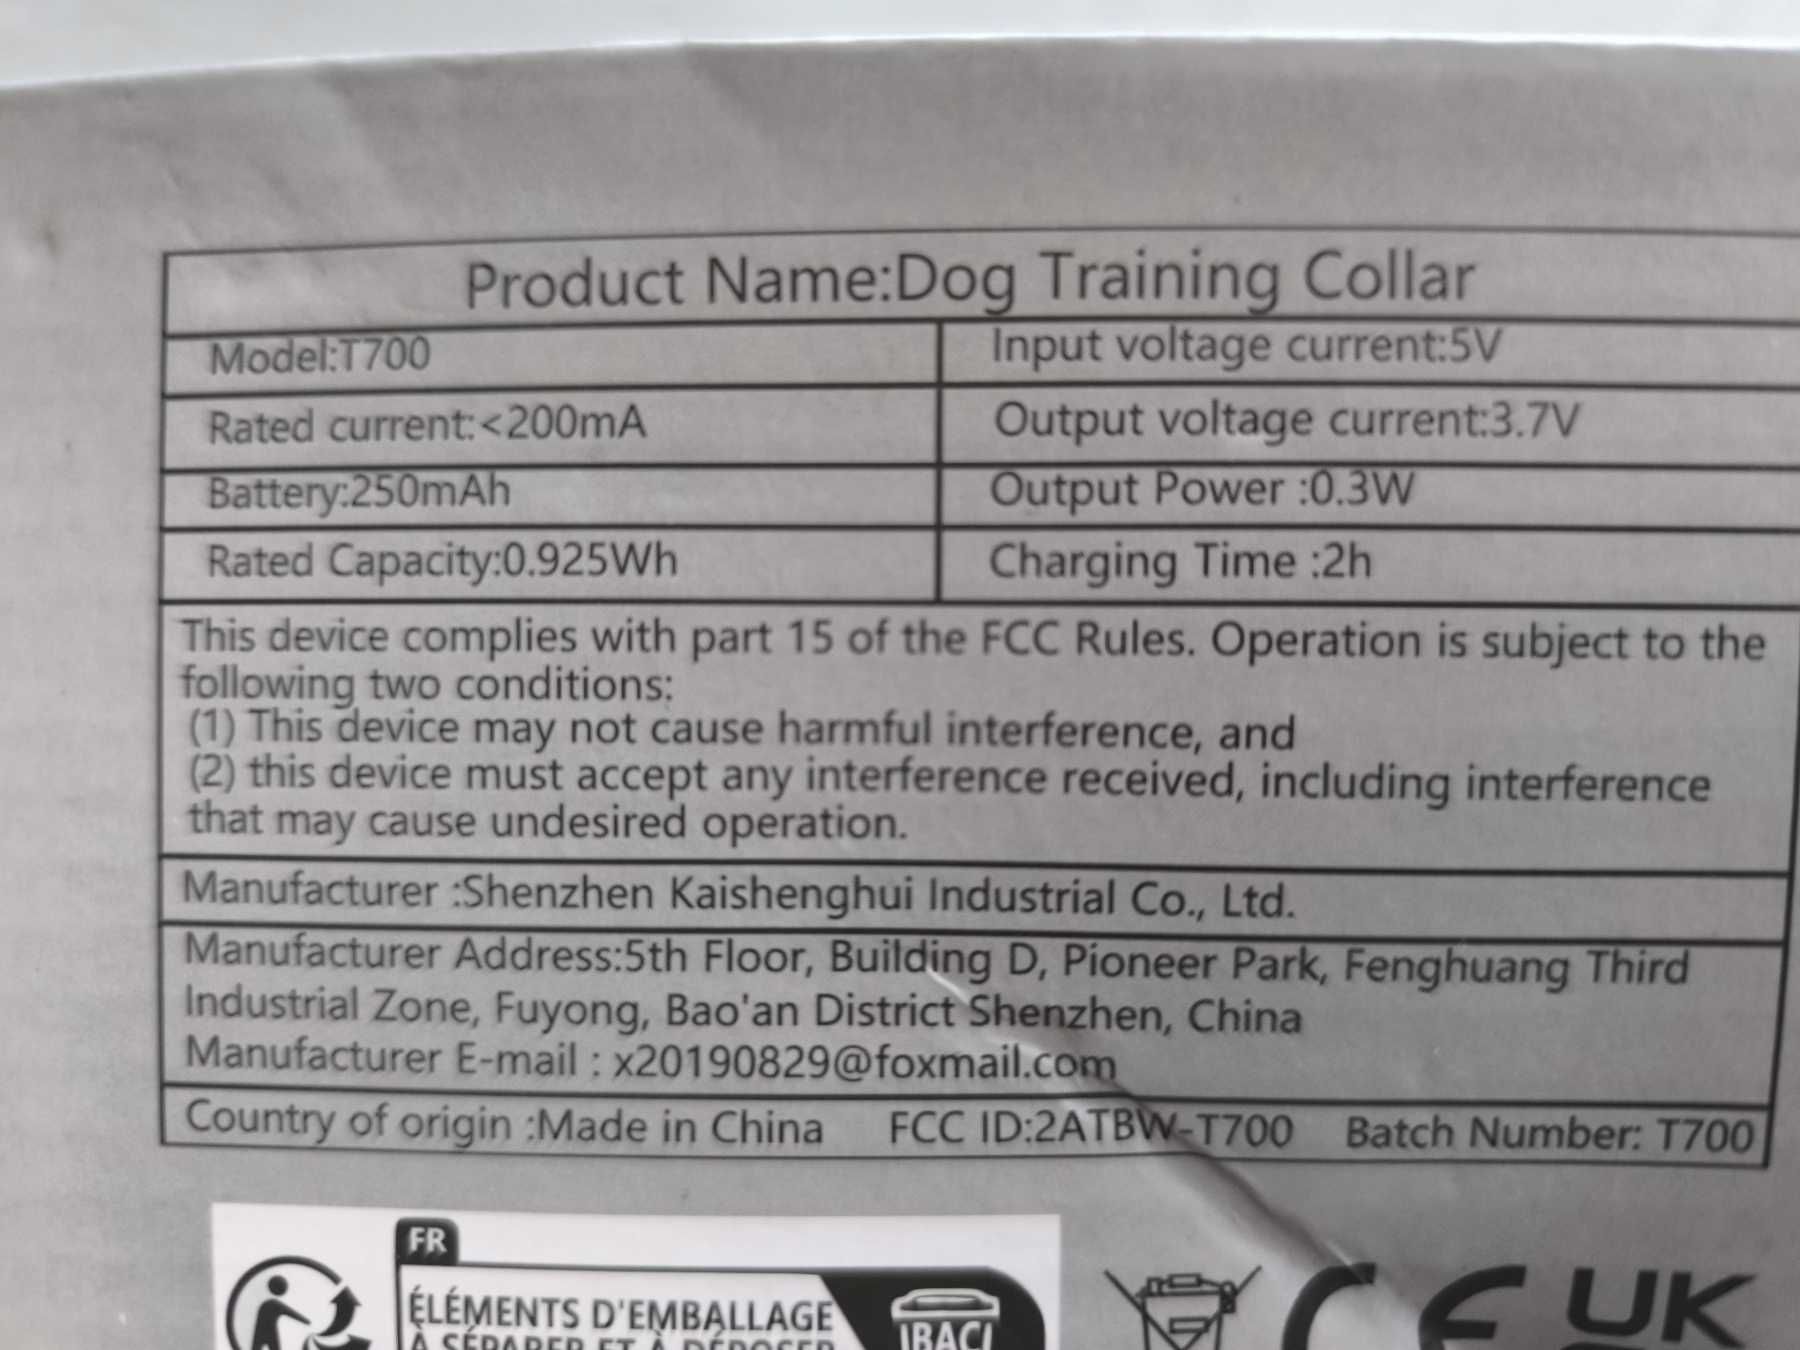 Product Name:Dog Training Collar
Model:T700
Input voltage current:5V
Rated current:<200mA
Output voltage current:3.7V
Battery:250mAh
Output Power :0.3W
Rated Capacity:0.925Wh
Charging Time :2h
This device complies with part 15 of the FCC Rules. Operation is subject to the
following two conditions:
(1) This device may not cause harmful interference, and
(2) this device must accept any interference received, including interference
that may cause undesired operation.
Manufacturer :Shenzhen Kaishenghui Industrial Co., Ltd.
Manufacturer Address:5th Floor, Building D, Pioneer Park, Fenghuang Third
Industrial Zone, Fuyong, Bao'an District Shenzhen, China
Manufacturer E-mail : x20190829@foxmail.com
Country of origin :Made in China FCC ID:2ATBW-T700 Batch Number: T700
FR
ÉLÉMENTS D'EMBALLAGE
À SÉPARER ET À DÉPOSER
BAC
CE
UK